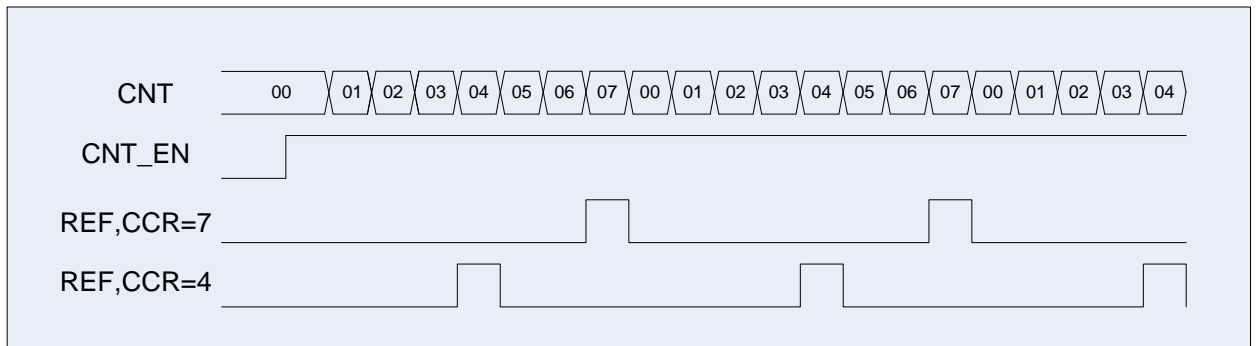 CNT 00 01 02 03 04 05 06 07 00 01 02 03 04 05 06 07 00 01 02 03 04
CNT_EN
REF,CCR=7
REF,CCR=4